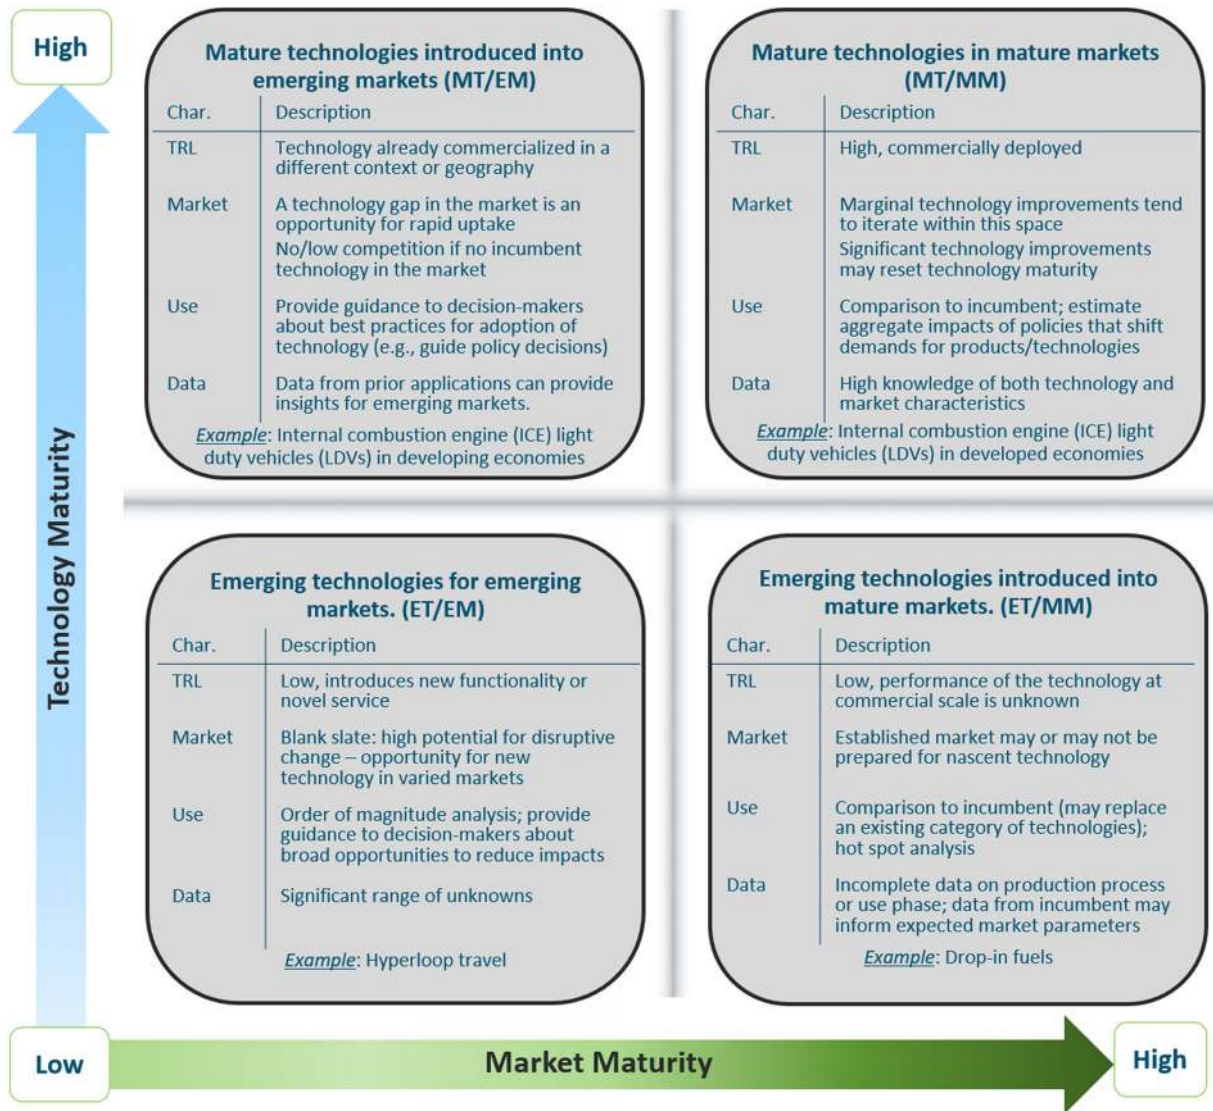 High
Mature technologies introduced into
emerging markets (MT/EM)
Char. Description
TRL Technology already commercialized in a
different context or geography
Market A technology gap in the market is an
opportunity for rapid uptake
No/low competition if no incumbent
technology in the market
Use Provide guidance to decision-makers
about best practices for adoption of
technology (e.g., guide policy decisions)
Data Data from prior applications can provide
insights for emerging markets.
Example: Internal combustion engine (ICE) light
duty vehicles (LDVs) in developing economies
Mature technologies in mature markets
(MT/MM)
Char. Description
TRL High, commercially deployed
Market Marginal technology improvements tend
to iterate within this space
Significant technology improvements
may reset technology maturity
Use Comparison to incumbent; estimate
aggregate impacts of policies that shift
demands for products/technologies
Data High knowledge of both technology and
market characteristics
Example: Internal combustion engine (ICE) light
duty vehicles (LDVs) in developed economies
Technology Maturity
Emerging technologies for emerging
markets. (ET/EM)
Char. Description
TRL Low, introduces new functionality or
novel service
Market Blank slate: high potential for disruptive
change – opportunity for new
technology in varied markets
Use Order of magnitude analysis; provide
guidance to decision-makers about
broad opportunities to reduce impacts
Data Significant range of unknowns
Example: Hyperloop travel
Emerging technologies introduced into
mature markets. (ET/MM)
Char. Description
TRL Low, performance of the technology at
commercial scale is unknown
Market Established market may or may not be
prepared for nascent technology
Use Comparison to incumbent (may replace
an existing category of technologies);
hot spot analysis
Data Incomplete data on production process
or use phase; data from incumbent may
inform expected market parameters
Example: Drop-in fuels
Low
Market Maturity
High